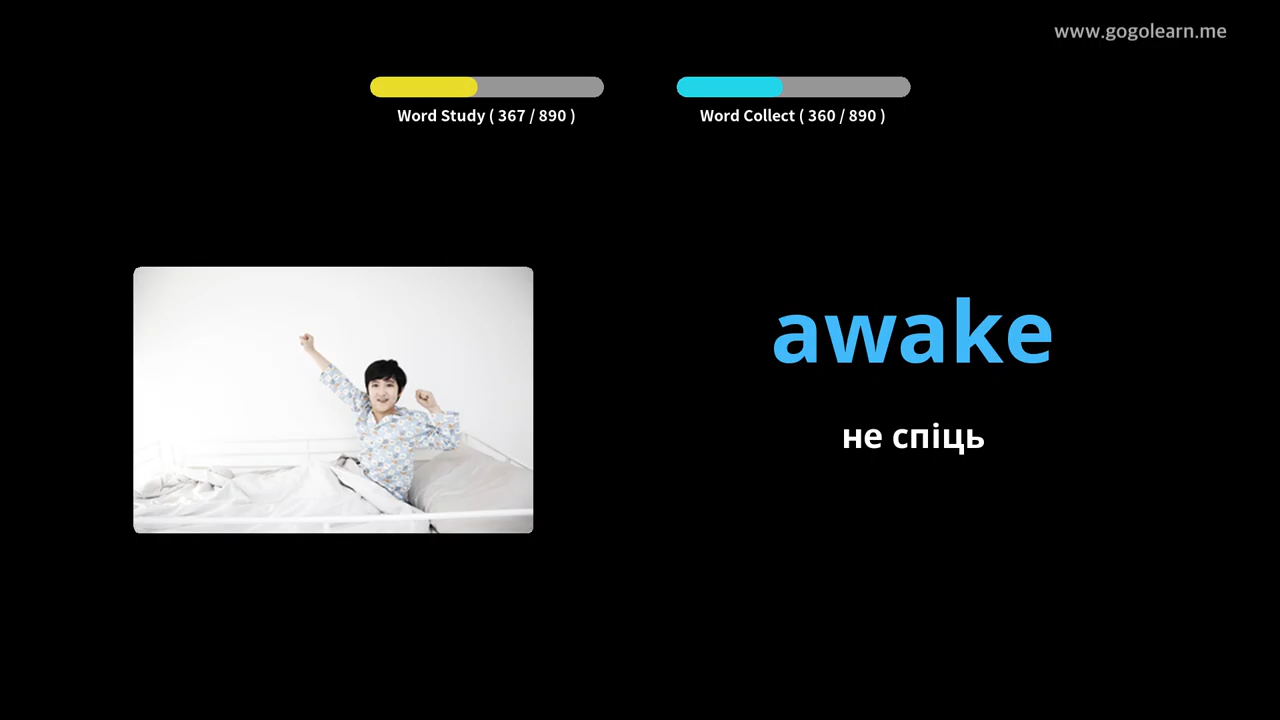 www.gogolearn.me
Word Study ( 367 / 890 )
Word Collect ( 360 / 890 )
awake
не спіць